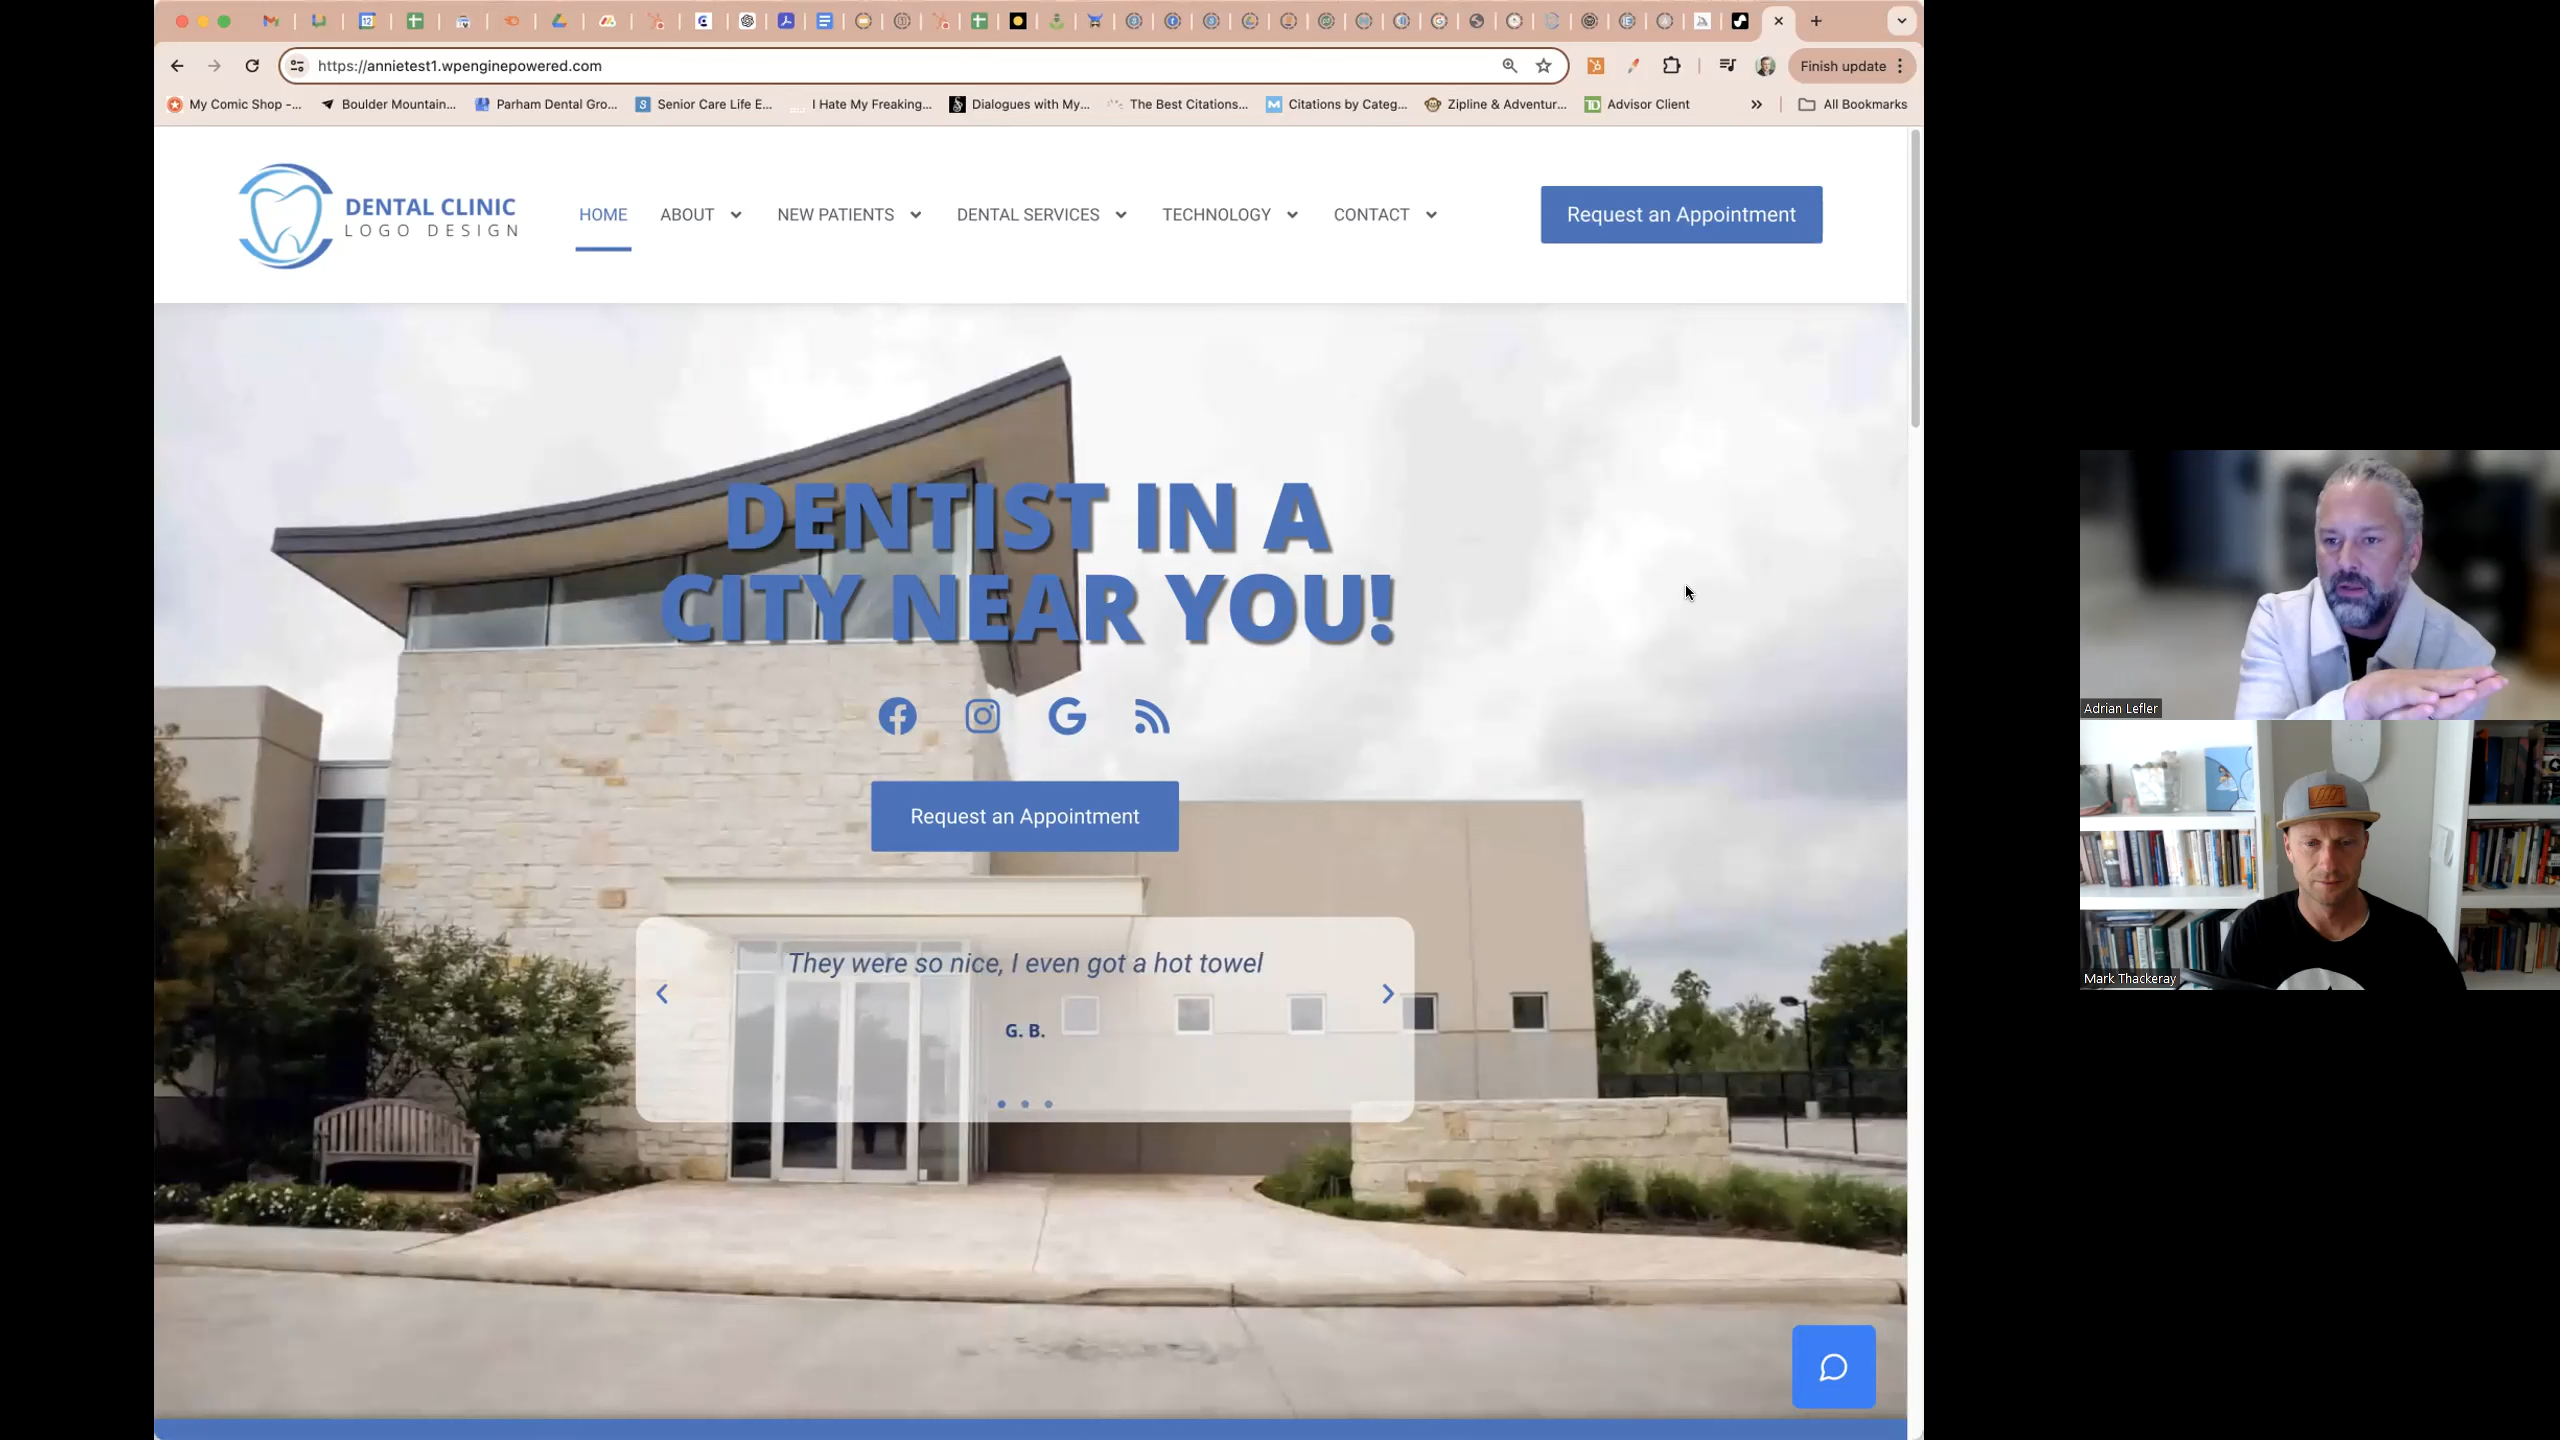 https://annietest1.wpenginepowered.com
Finish update
My Comic Shop -...
Boulder Mountain...
Parham Dental Gro...
Senior Care Life E...
I Hate My Freaking...
Dialogues with My...
The Best Citations...
Citations by Categ...
Zipline & Adventur...
Advisor Client
All Bookmarks
DENTAL CLINIC
LOGO DESIGN
HOME
ABOUT
NEW PATIENTS
DENTAL SERVICES
TECHNOLOGY
CONTACT
Request an Appointment
DENTIST IN A
CITY NEAR YOU!
Request an Appointment
They were so nice, I even got a hot towel
G. B.
Adrian Lefler
Mark Thackeray